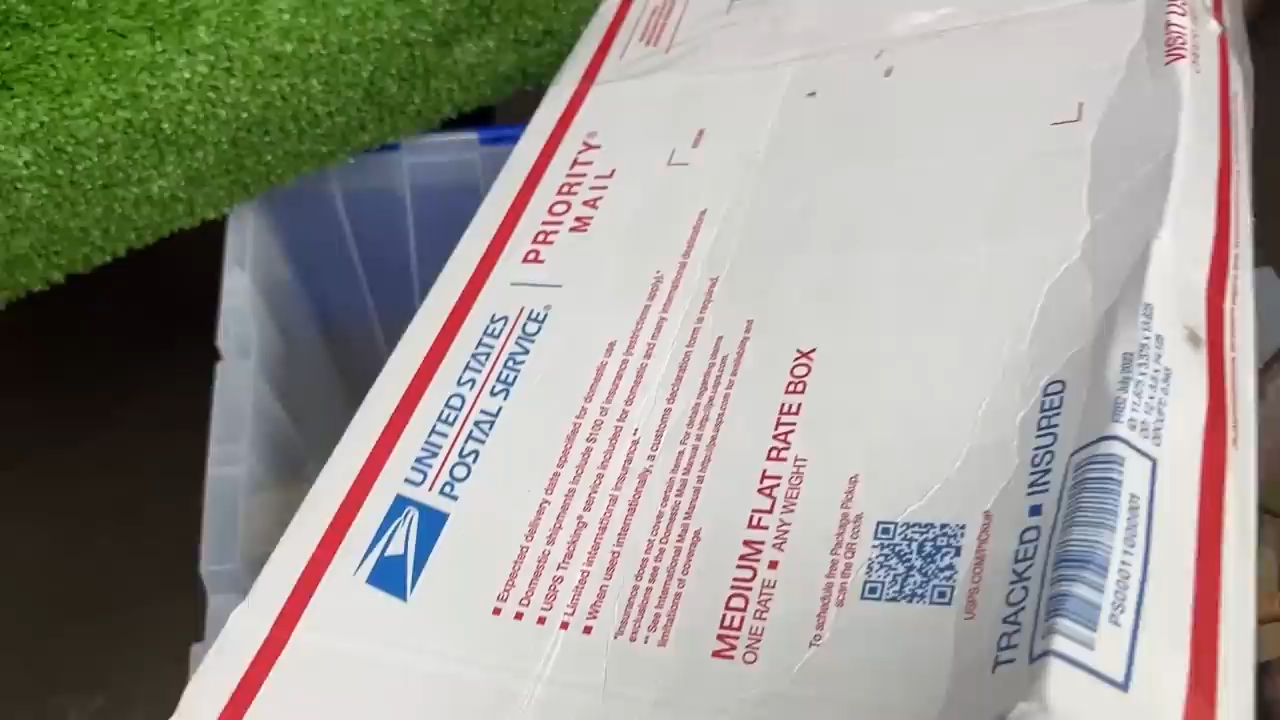 UNITED STATES
POSTAL SERVICE®
PRIORITY®
MAIL
■ Expected delivery date specified for domestic use.
■ Domestic shipments include $100 of insurance (restrictions apply).*
■ USPS Tracking® service included for domestic and many international destinations.
■ Limited international insurance.**
■ When used internationally, a customs declaration form is required.
*Insurance does not cover certain items. For details regarding claims
exclusions see the Domestic Mail Manual at http://pe.usps.com.
** See International Mail Manual at http://pe.usps.com for availability and
limitations of coverage.
MEDIUM FLAT RATE BOX
ONE RATE ■ ANY WEIGHT
To schedule free Package Pickup,
scan the QR code.
USPS.COM/PICKUP
TRACKED ■ INSURED
PS00011000001
July 2022
VISIT